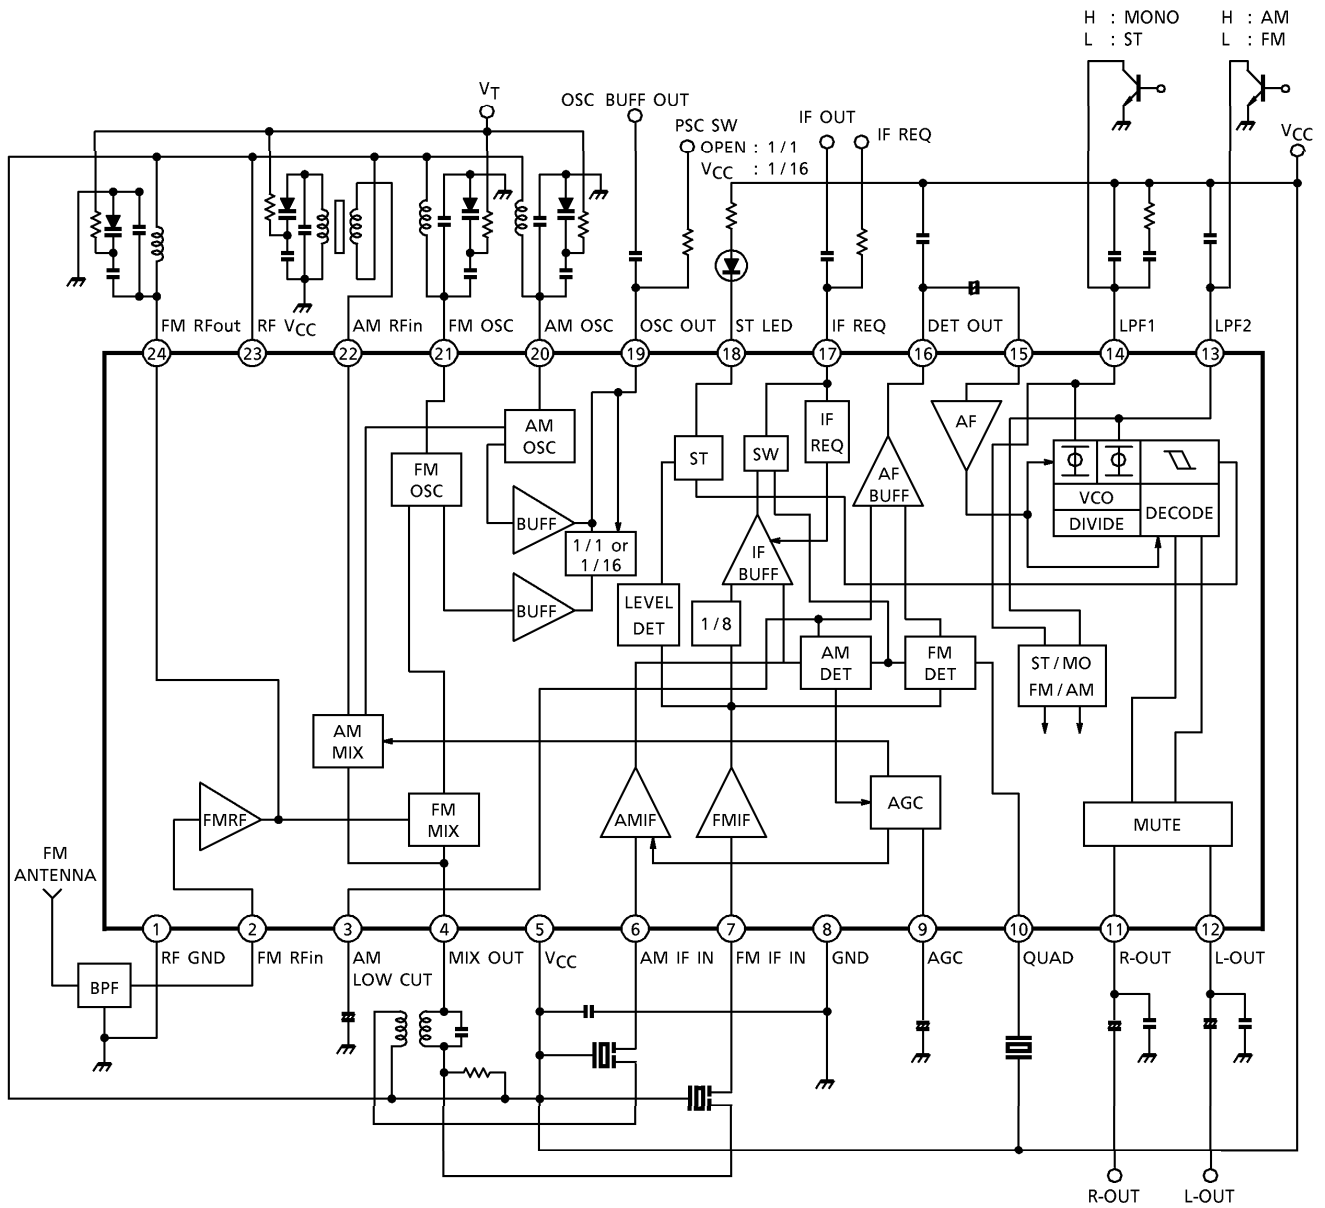 H : MONO
L : ST
H : AM
L : FM
VT
OSC BUFF OUT
PSC SW
OPEN : 1/1
VCC : 1/16
IF OUT
IF REQ
VCC
FM RFout
RF VCC
AM RFin
FM OSC
AM OSC
OSC OUT
ST LED
IF REQ
DET OUT
LPF1
LPF2
24
23
22
21
20
19
18
17
16
15
14
13
AM
OSC
FM
OSC
BUFF
1/1 or
1/16
BUFF
ST
SW
IF
REQ
AF
BUFF
AF
VCO
DIVIDE
DECODE
IF
BUFF
LEVEL
DET
1/8
AM
DET
FM
DET
ST/MO
FM/AM
AM
MIX
FMRF
FM
MIX
AMIF
FMIF
AGC
MUTE
FM
ANTENNA
1
2
3
4
5
6
7
8
9
10
11
12
RF GND
FM RFin
AM
LOW CUT
MIX OUT
VCC
AM IF IN
FM IF IN
GND
AGC
QUAD
R-OUT
L-OUT
BPF
R-OUT
L-OUT